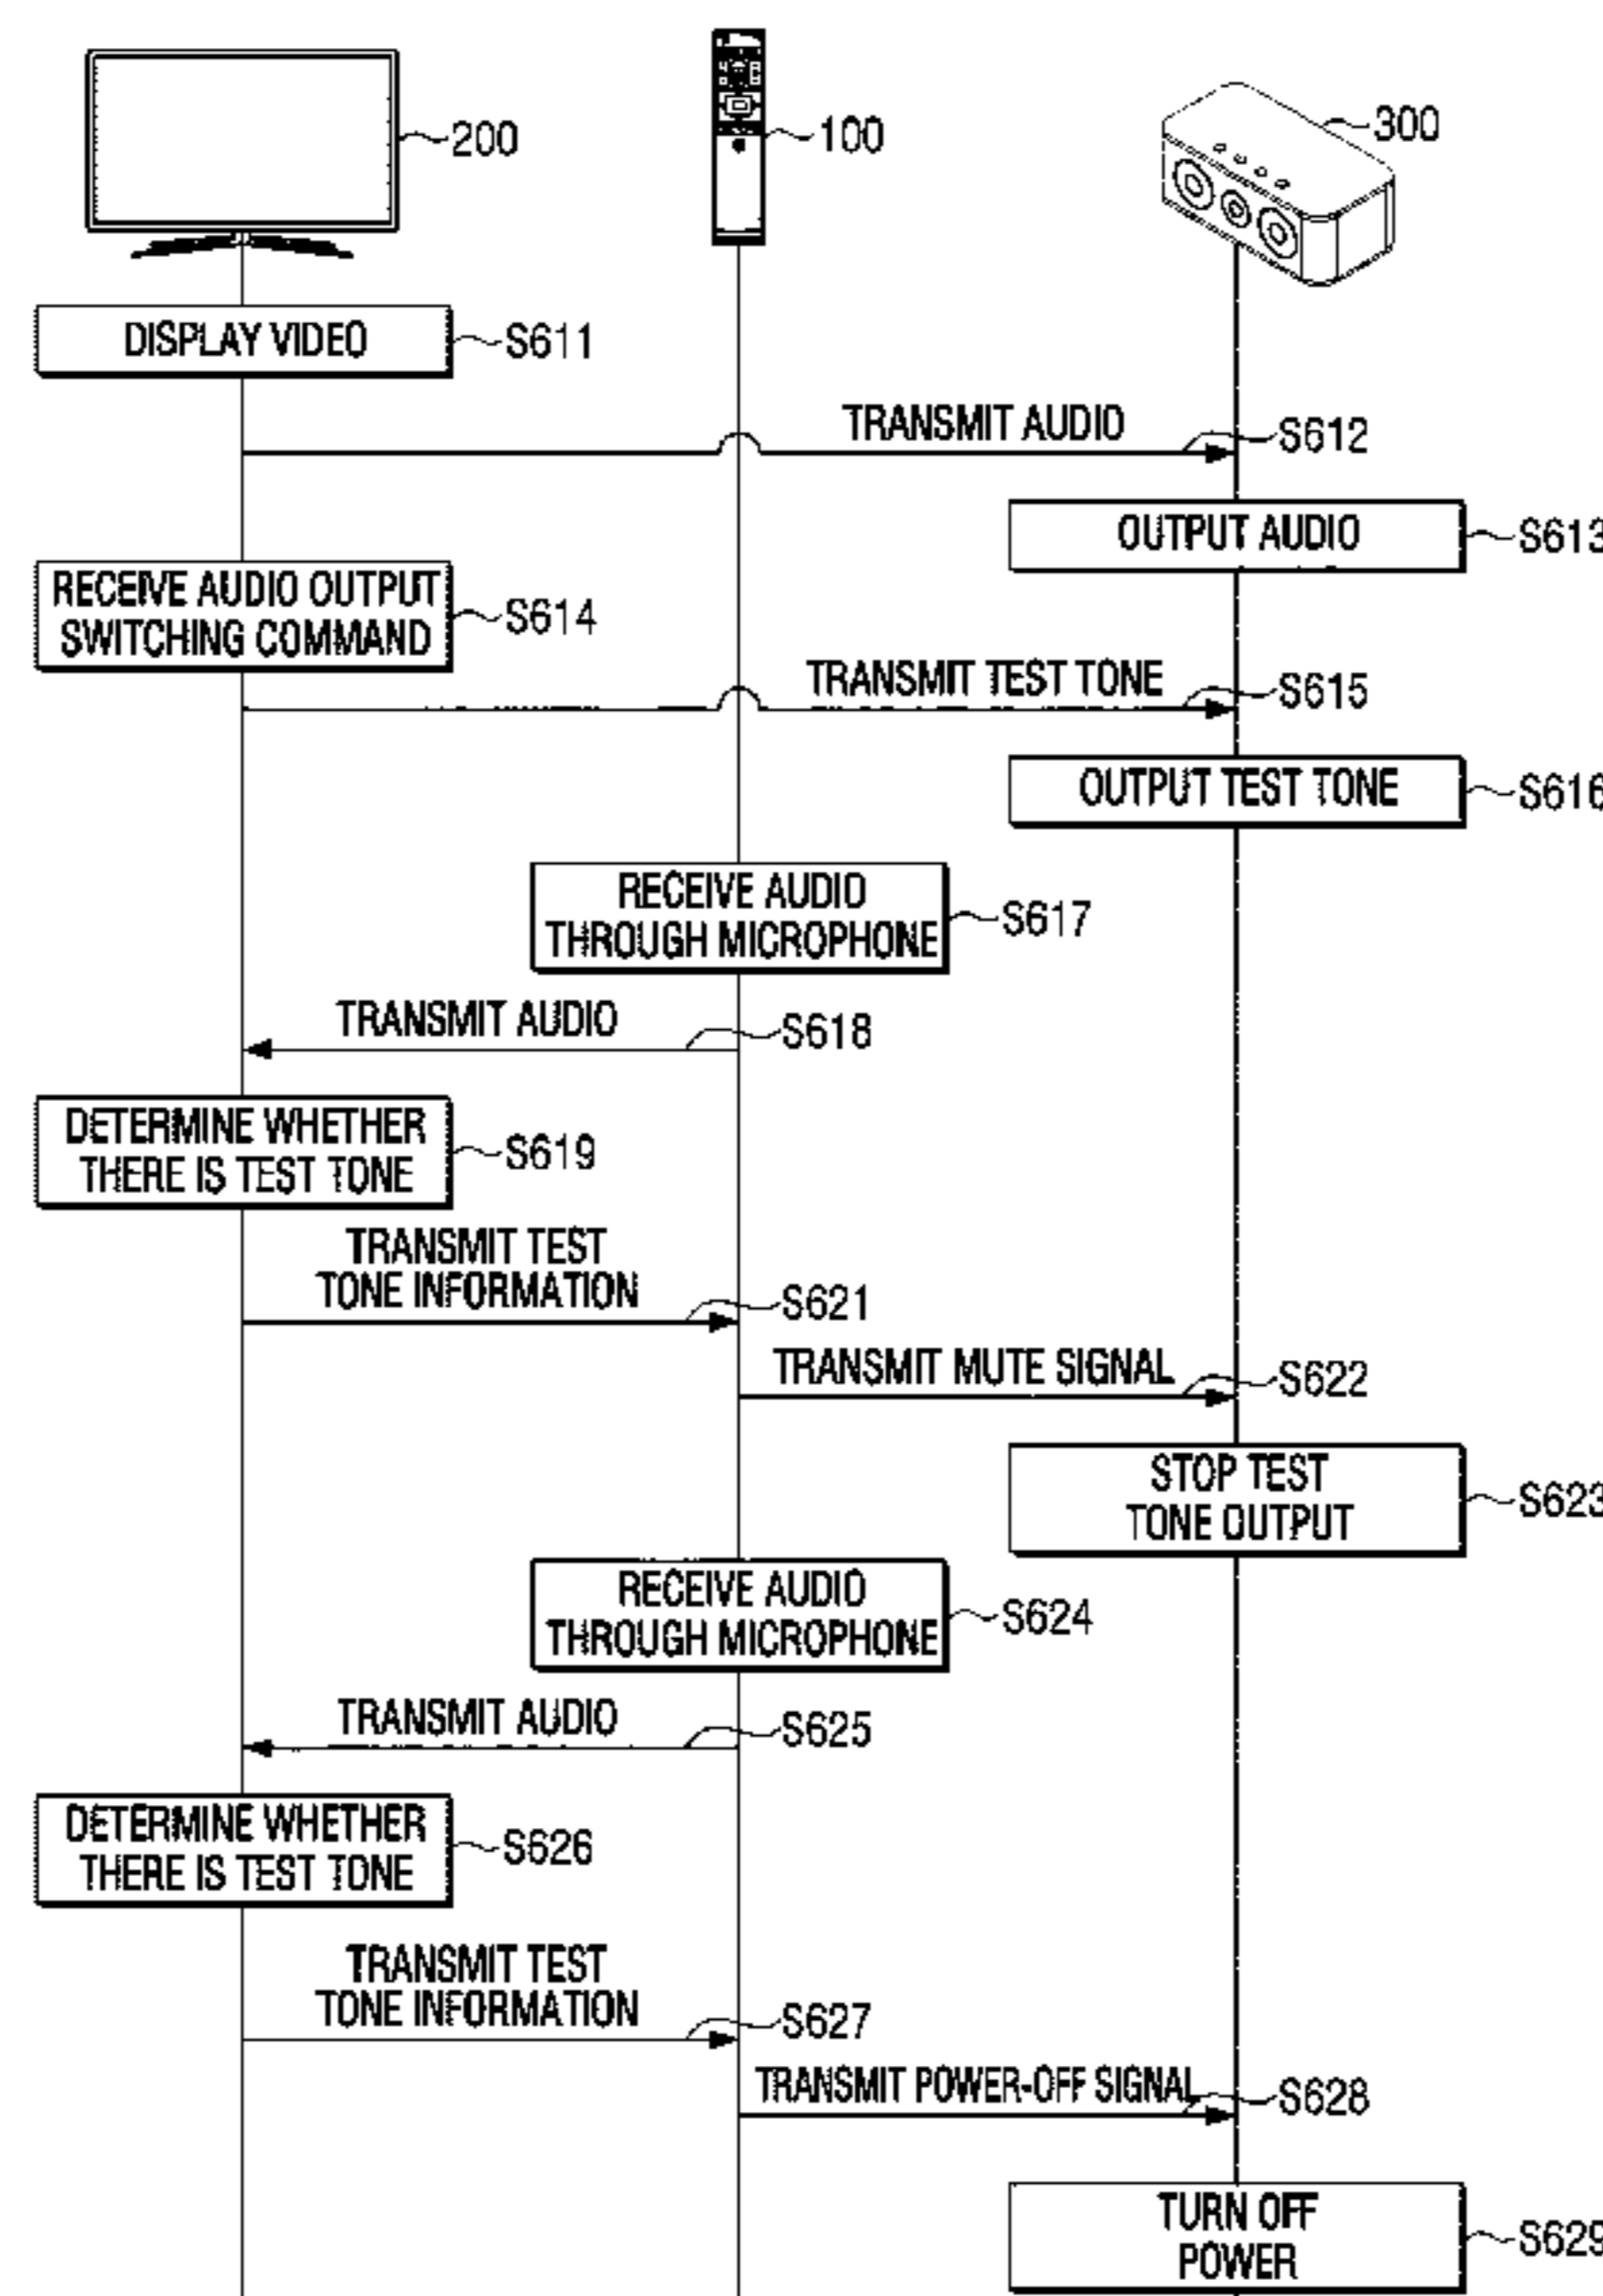 200
100
300
DISPLAY VIDEO
S611
TRANSMIT AUDIO
S612
OUTPUT AUDIO
S613
RECEIVE AUDIO OUTPUT
SWITCHING COMMAND
S614
TRANSMIT TEST TONE
S615
OUTPUT TEST TONE
S616
RECEIVE AUDIO
THROUGH MICROPHONE
S617
TRANSMIT AUDIO
S618
DETERMINE WHETHER
THERE IS TEST TONE
S619
TRANSMIT TEST
TONE INFORMATION
S621
TRANSMIT MUTE SIGNAL
S622
STOP TEST
TONE OUTPUT
S623
RECEIVE AUDIO
THROUGH MICROPHONE
S624
TRANSMIT AUDIO
S625
DETERMINE WHETHER
THERE IS TEST TONE
S626
TRANSMIT TEST
TONE INFORMATION
S627
TRANSMIT POWER-OFF SIGNAL
S628
TURN OFF
POWER
S629